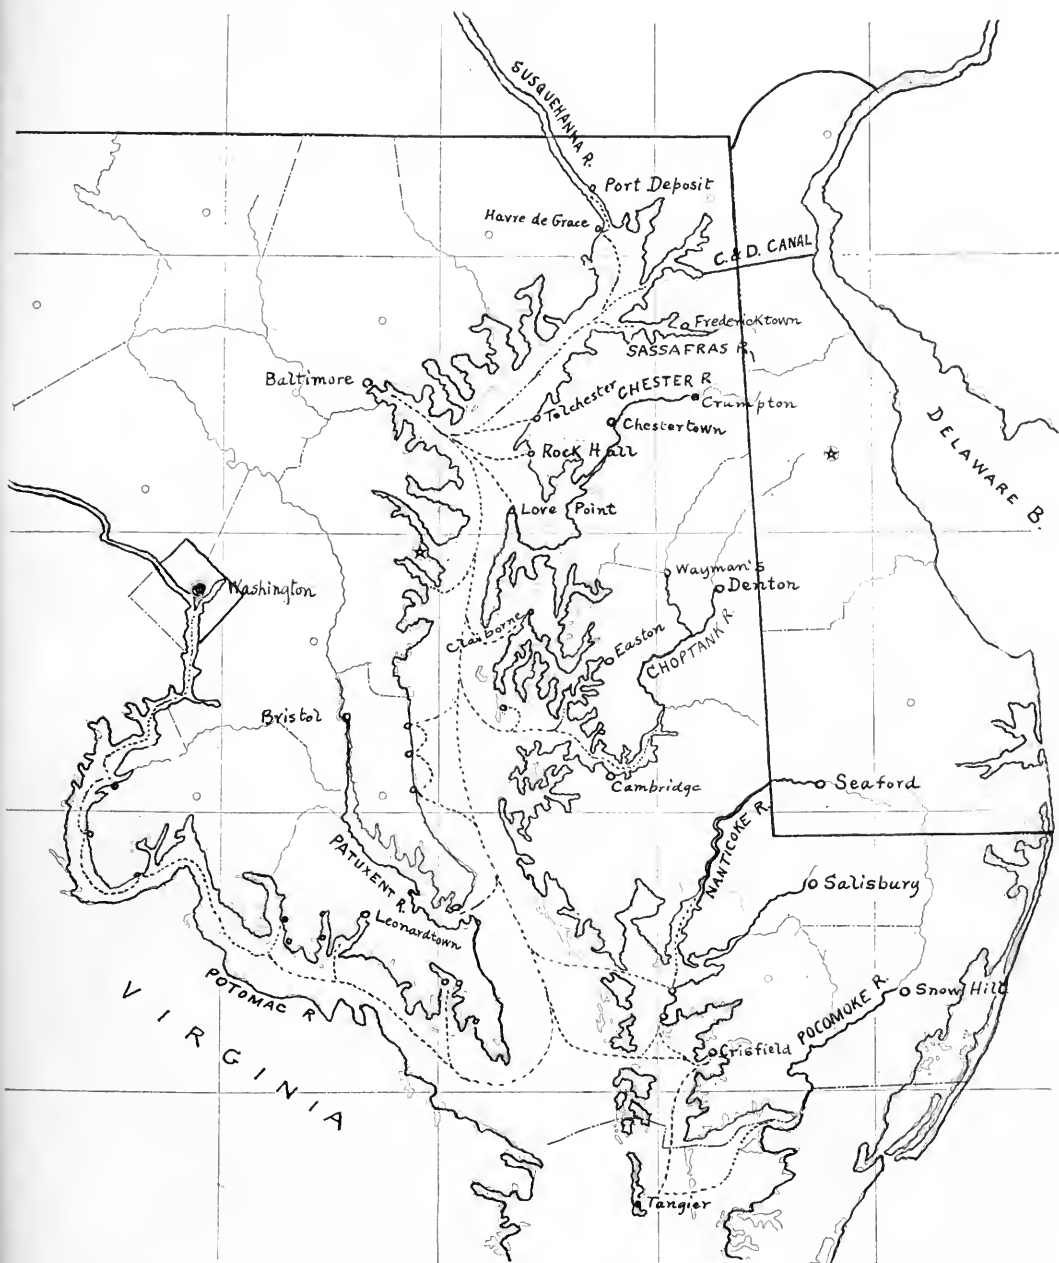 SUSQUEHANNA R.
Port Deposit
Havre de Grace
C. & D. CANAL
Fredericktown
SASSAFRAS R.
Baltimore
Tolchester
CHESTER R
Crumpton
Chestertown
Rock Hall
DELAWARE B.
Love Point
Wayman's
Denton
Washington
Claiborne
Easton
CHOPTANK R.
Bristol
Cambridge
Seaford
NANTICOKE R.
PATUXENT R.
Salisbury
Leonardtown
POTOMAC R
Snow Hill
POCOMOKE R.
VIRGINIA
Crisfield
Tangier